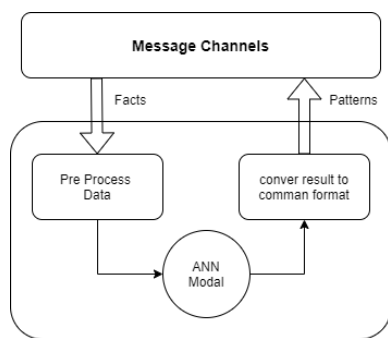 Message Channels
Facts
Patterns
Pre Process
Data
conver result to
comman format
ANN
Modal